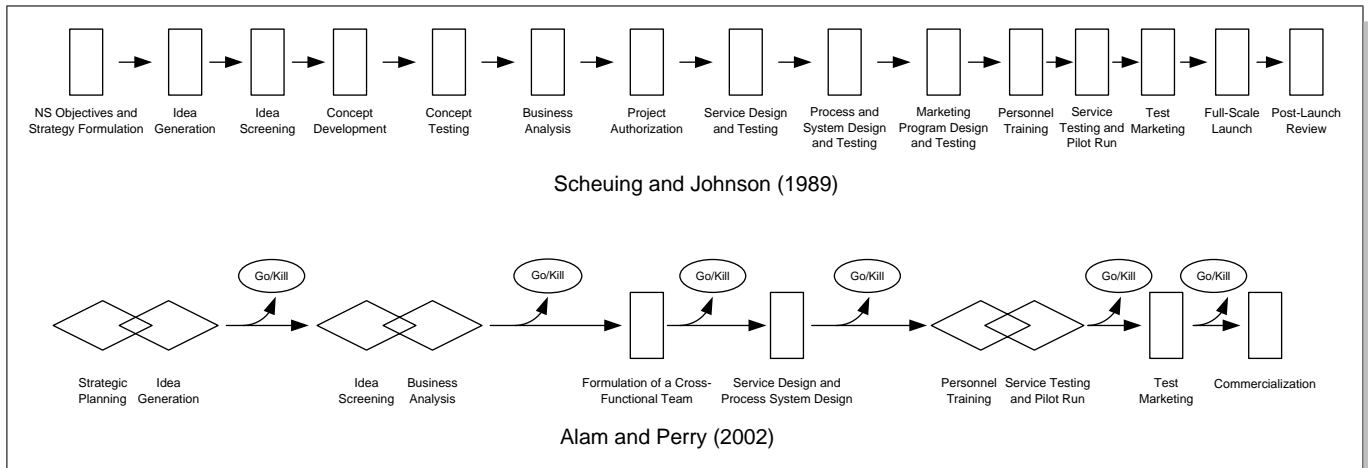 NS Objectives and
Strategy Formulation
Idea
Generation
Idea
Screening
Concept
Development
Concept
Testing
Business
Analysis
Project
Authorization
Service Design
and Testing
Process and
System Design
and Testing
Marketing
Program Design
and Testing
Personnel
Training
Service
Testing and
Pilot Run
Test
Marketing
Full-Scale
Launch
Post-Launch
Review
Scheuing and Johnson (1989)
Go/Kill
Go/Kill
Go/Kill
Go/Kill
Go/Kill
Go/Kill
Strategic
Planning
Idea
Generation
Idea
Screening
Business
Analysis
Formulation of a Cross-
Functional Team
Service Design and
Process System Design
Personnel
Training
Service Testing
and Pilot Run
Test
Marketing
Commercialization
Alam and Perry (2002)